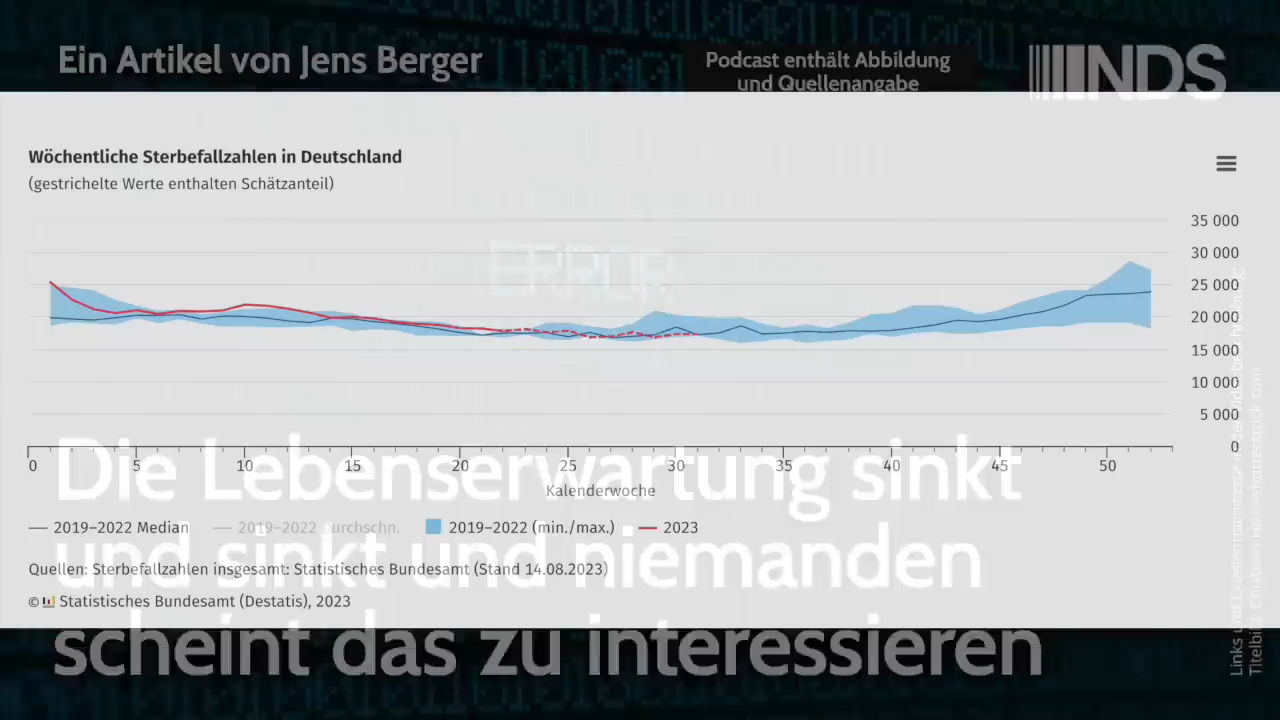 Ein Artikel von Jens Berger
Podcast enthält Abbildung
und Quellenangabe
NDS
Wöchentliche Sterbefallzahlen in Deutschland
(gestrichelte Werte enthalten Schätzanteil)
ERROR
35 000
30 000
25 000
20 000
15 000
10 000
5 000
0
0 5 10 15 20 25 30 35 40 45 50
Kalenderwoche
Die Lebenserwartung sinkt
und sinkt und niemanden
scheint das zu interessieren
2019–2022 Median
2019–2022 Durchschn.
2019–2022 (min./max.)
2023
Quellen: Sterbefallzahlen insgesamt: Statistisches Bundesamt (Stand 14.08.2023)
© Statistisches Bundesamt (Destatis), 2023
Links
Titelbild